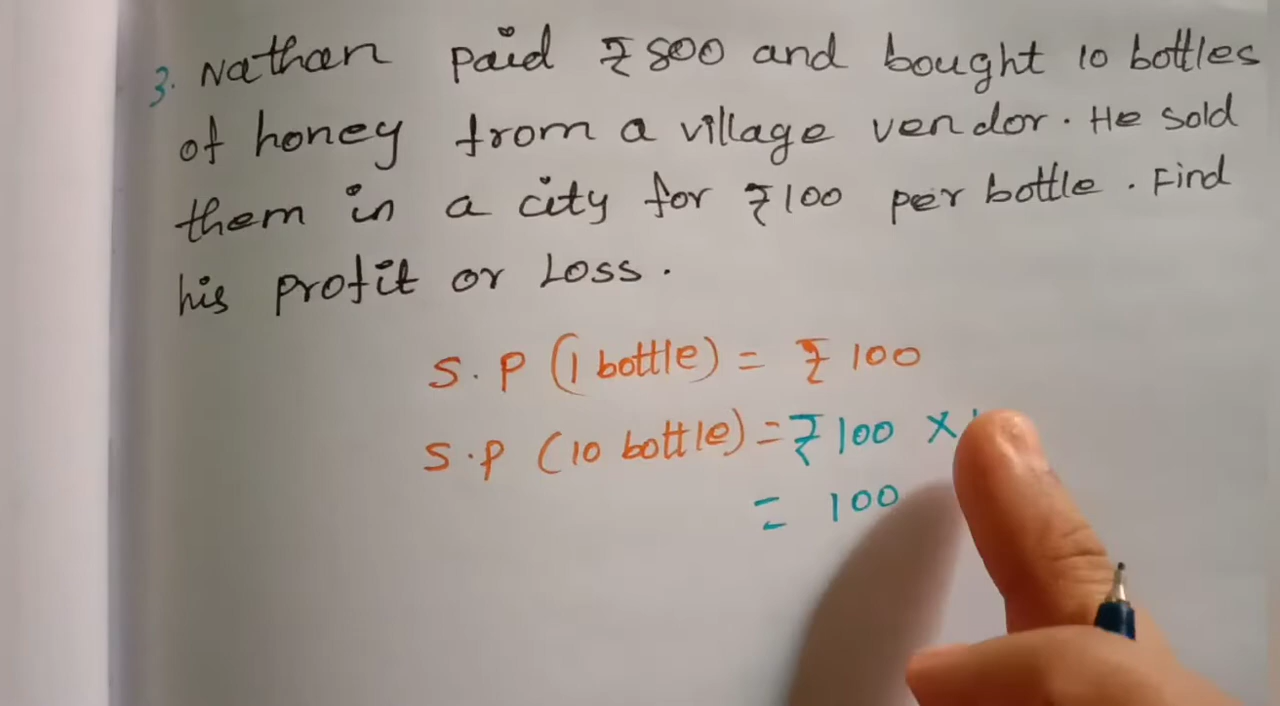 3. Nathan paid ₹800 and bought 10 bottles
of honey from a village vendor. He sold
them in a city for ₹100 per bottle. Find
his profit or Loss.
S.P (1 bottle) = ₹100
S.P (10 bottle) = ₹100 ×
= 100